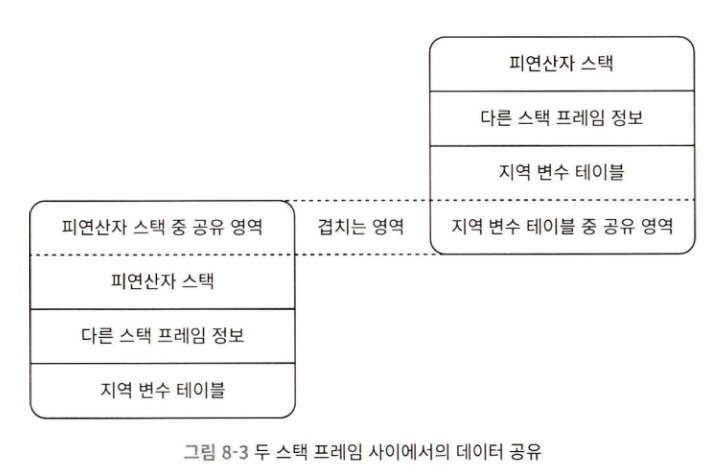 피연산자 스택
다른 스택 프레임 정보
지역 변수 테이블
피연산자 스택 중 공유 영역
겹치는 영역
지역 변수 테이블 중 공유 영역
피연산자 스택
다른 스택 프레임 정보
지역 변수 테이블
그림 8-3 두 스택 프레임 사이에서의 데이터 공유